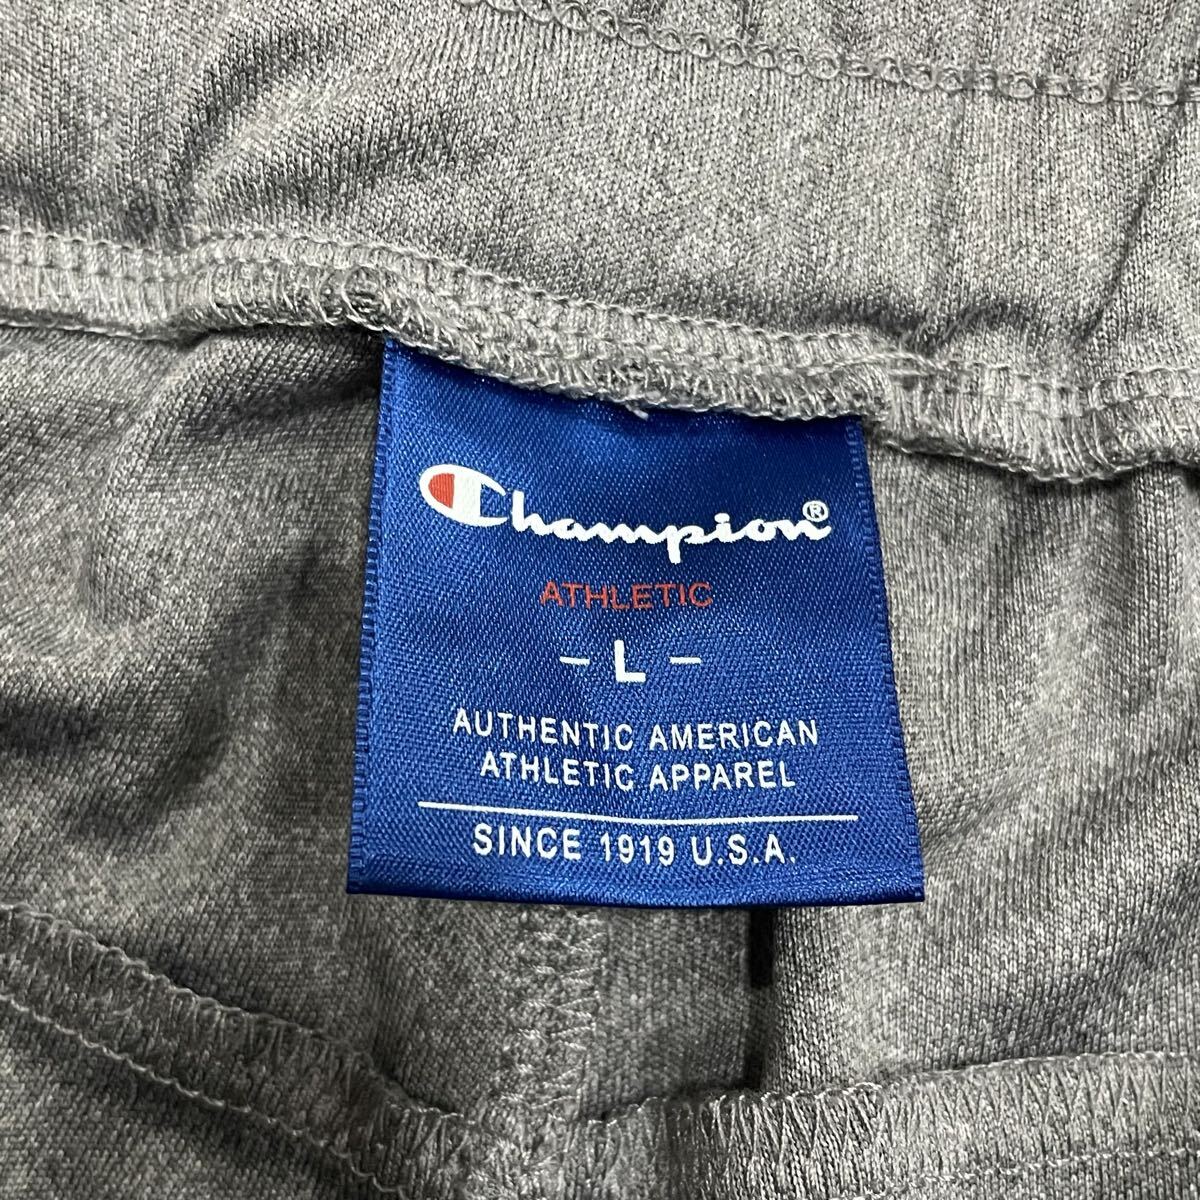 Champion®
ATHLETIC
- L -
AUTHENTIC AMERICAN
ATHLETIC APPAREL
SINCE 1919 U.S.A.